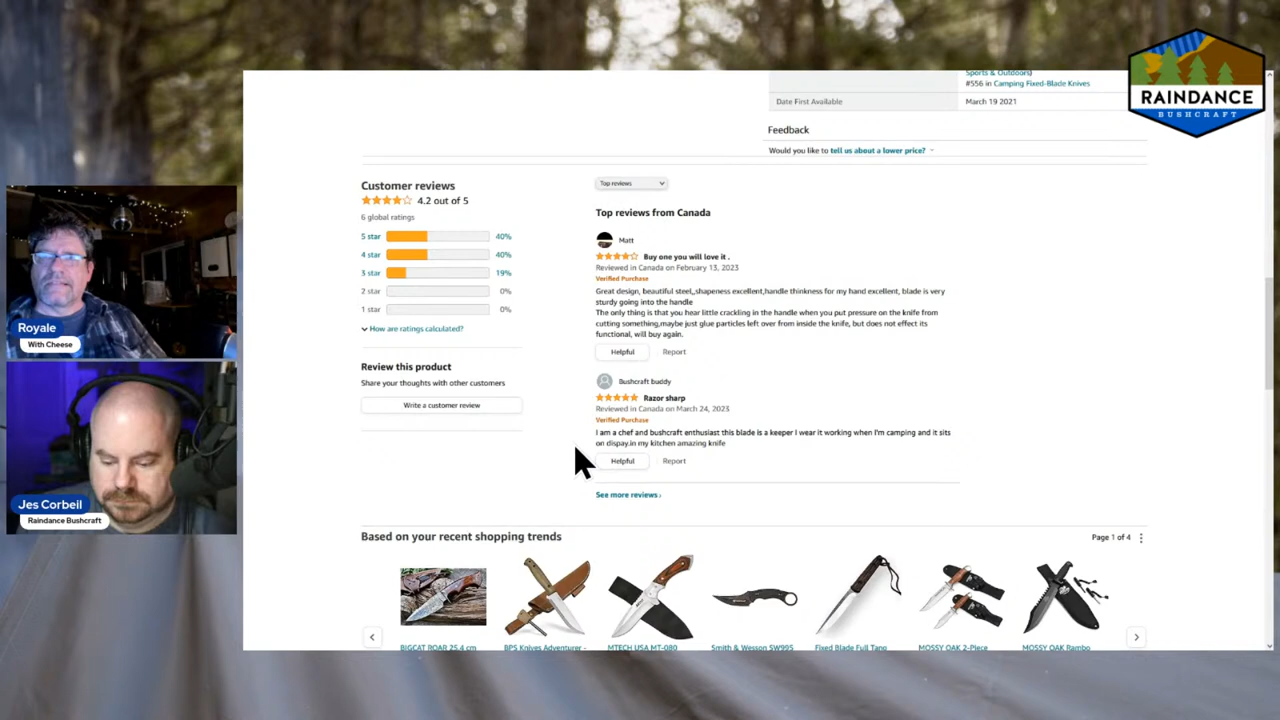 Sports & Outdoors)
#556 in Camping Fixed-Blade Knives
Date First Available March 19 2021
RAINDANCE
BUSHCRAFT
Feedback
Would you like to tell us about a lower price?
Customer reviews
4.2 out of 5
6 global ratings
5 star 40%
4 star 40%
3 star 19%
2 star 0%
1 star 0%
How are ratings calculated?
Review this product
Share your thoughts with other customers
Write a customer review
Top reviews
Top reviews from Canada
Matt
Buy one you will love it .
Reviewed in Canada on February 13, 2023
Verified Purchase
Great design, beautiful steel,,shapeness excellent,handle thinkness for my hand excellent, blade is very
sturdy going into the handle
The only thing is that you hear little crackling in the handle when you put pressure on the knife from
cutting something,maybe just glue particles left over from inside the knife, but does not effect its
functional, will buy again.
Helpful Report
Bushcraft buddy
Razor sharp
Reviewed in Canada on March 24, 2023
Verified Purchase
I am a chef and bushcraft enthusiast this blade is a keeper I wear it working when I'm camping and it sits
on dispay.in my kitchen amazing knife
Helpful Report
See more reviews ›
Royale
With Cheese
Jes Corbeil
Raindance Bushcraft
Based on your recent shopping trends Page 1 of 4
BIGCAT ROAR 25.4 cm BPS Knives Adventurer - MTECH USA MT-080 Smith & Wesson SW995 Fixed Blade Full Tang MOSSY OAK 2-Piece MOSSY OAK Rambo